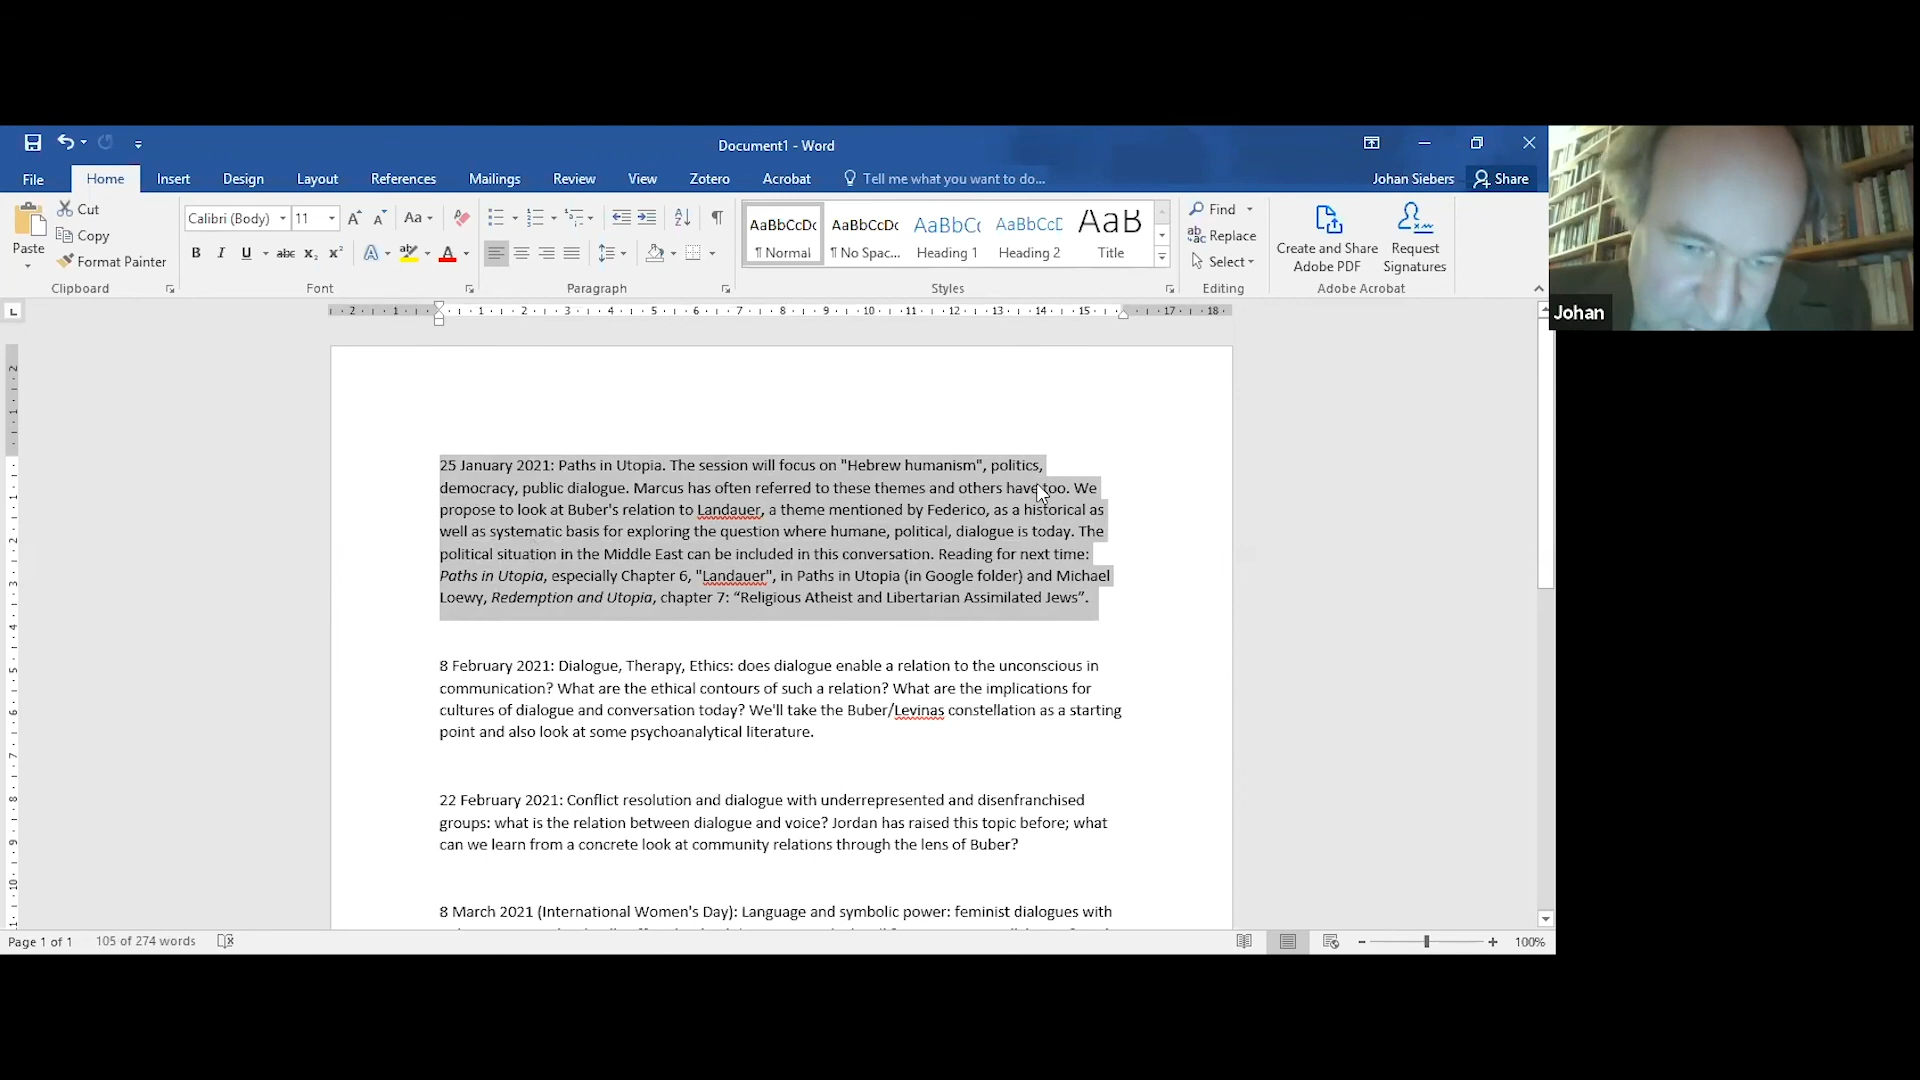 Document1 - Word
File Home Insert Design Layout References Mailings Review View Zotero Acrobat Tell me what you want to do... Johan Siebers Share
Paste
Cut
Copy
Format Painter
Clipboard
Calibri (Body) 11
Font
Paragraph
AaBbCcDc AaBbCcDc AaBbC AaBbCcD AaB
¶ Normal ¶ No Spac... Heading 1 Heading 2 Title
Styles
Find
Replace
Select
Editing
Create and Share
Adobe PDF
Request
Signatures
Adobe Acrobat
Johan
25 January 2021: Paths in Utopia. The session will focus on "Hebrew humanism", politics,
democracy, public dialogue. Marcus has often referred to these themes and others have too. We
propose to look at Buber's relation to Landauer, a theme mentioned by Federico, as a historical as
well as systematic basis for exploring the question where humane, political, dialogue is today. The
political situation in the Middle East can be included in this conversation. Reading for next time:
Paths in Utopia, especially Chapter 6, "Landauer", in Paths in Utopia (in Google folder) and Michael
Loewy, Redemption and Utopia, chapter 7: “Religious Atheist and Libertarian Assimilated Jews”.
8 February 2021: Dialogue, Therapy, Ethics: does dialogue enable a relation to the unconscious in
communication? What are the ethical contours of such a relation? What are the implications for
cultures of dialogue and conversation today? We'll take the Buber/Levinas constellation as a starting
point and also look at some psychoanalytical literature.
22 February 2021: Conflict resolution and dialogue with underrepresented and disenfranchised
groups: what is the relation between dialogue and voice? Jordan has raised this topic before; what
can we learn from a concrete look at community relations through the lens of Buber?
8 March 2021 (International Women's Day): Language and symbolic power: feminist dialogues with
Page 1 of 1 105 of 274 words 100%